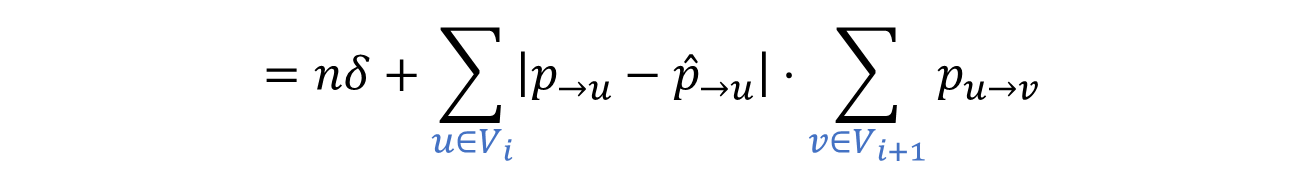 = nδ + ∑_{u∈V_i} |p_{→u} − p̂_{→u}| · ∑_{v∈V_{i+1}} p_{u→v}